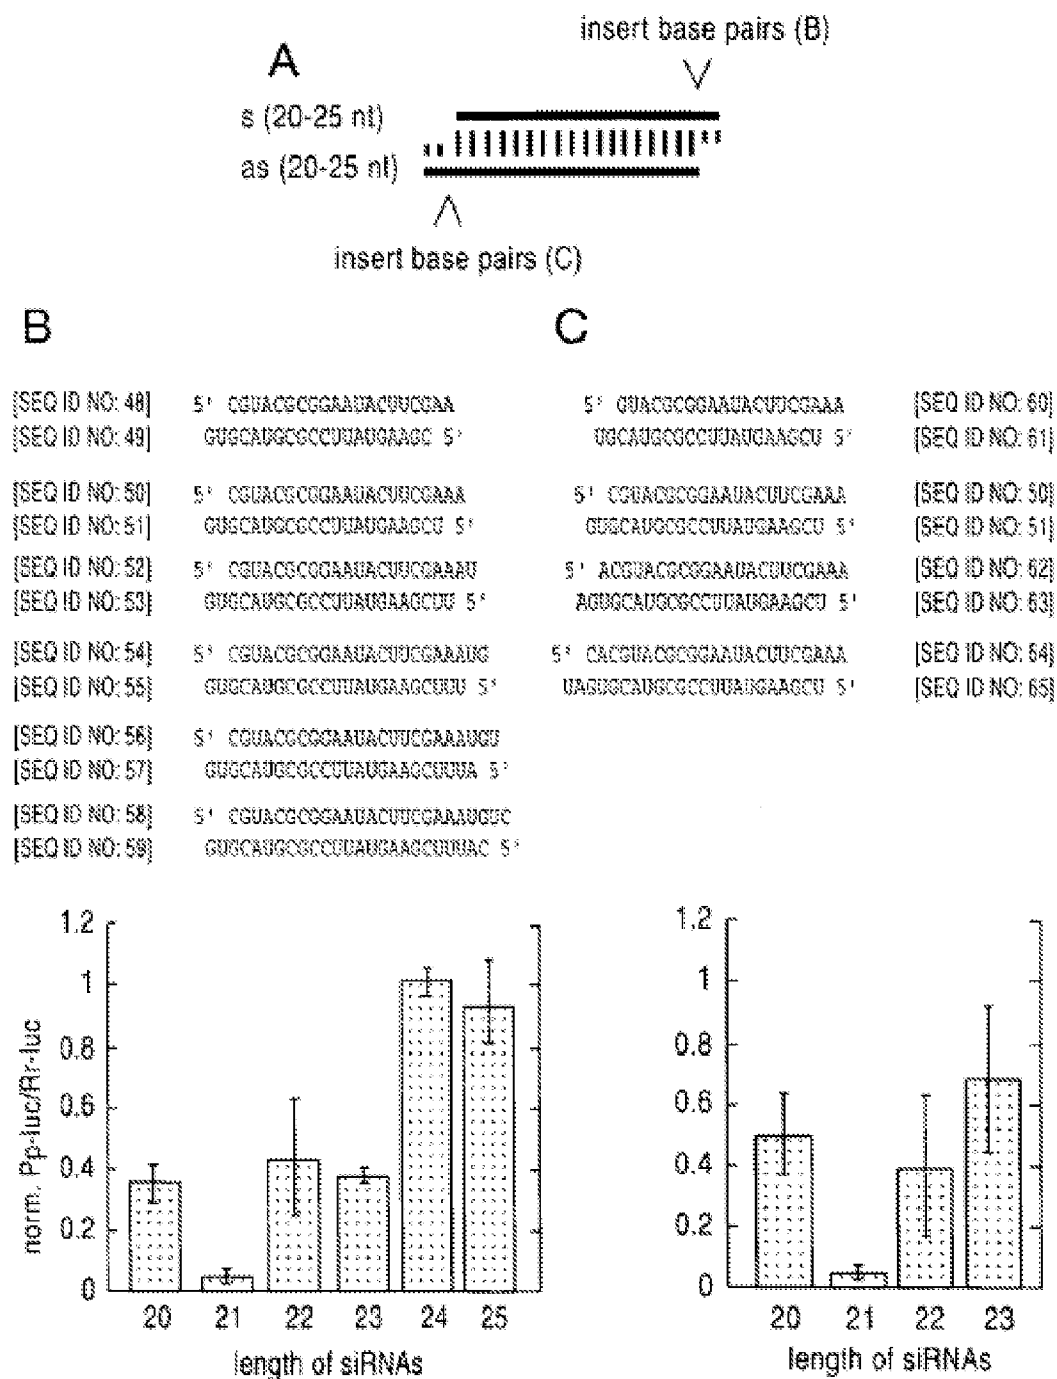 insert base pairs (B)
A
s (20-25 nt)
as (20-25 nt)
insert base pairs (C)
B
[SEQ ID NO: 48] 5' CGUACGCGGAAUACUUCGAA
[SEQ ID NO: 49] GUGCAUGCGCCUUAUGAAGC 5'
[SEQ ID NO: 50] 5' CGUACGCGGAAUACUUCGAAA
[SEQ ID NO: 51] GUGCAUGCGCCUUAUGAAGCU 5'
[SEQ ID NO: 52] 5' CGUACGCGGAAUACUUCGAAAU
[SEQ ID NO: 53] GUGCAUGCGCCUUAUGAAGCUU 5'
[SEQ ID NO: 54] 5' CGUACGCGGAAUACUUCGAAAUG
[SEQ ID NO: 55] GUGCAUGCGCCUUAUGAAGCUUU 5'
[SEQ ID NO: 56] 5' CGUACGCGGAAUACUUCGAAAUGU
[SEQ ID NO: 57] GUGCAUGCGCCUUAUGAAGCUUUA 5'
[SEQ ID NO: 58] 5' CGUACGCGGAAUACUUCGAAAUGUC
[SEQ ID NO: 59] GUGCAUGCGCCUUAUGAAGCUUUAC 5'
C
5' GUACGCGGAAUACUUCGAAA [SEQ ID NO: 60]
UGCAUGCGCCUUAUGAAGCU 5' [SEQ ID NO: 61]
5' CGUACGCGGAAUACUUCGAAA [SEQ ID NO: 50]
GUGCAUGCGCCUUAUGAAGCU 5' [SEQ ID NO: 51]
5' ACGUACGCGGAAUACUUCGAAA [SEQ ID NO: 62]
AGUGCAUGCGCCUUAUGAAGCU 5' [SEQ ID NO: 63]
5' CACGUACGCGGAAUACUUCGAAA [SEQ ID NO: 64]
UAGUGCAUGCGCCUUAUGAAGCU 5' [SEQ ID NO: 65]
norm. Pp-luc/Rr-luc
1.2
1
0.8
0.6
0.4
0.2
0
20 21 22 23 24 25
length of siRNAs
1.2
1
0.8
0.6
0.4
0.2
0
20 21 22 23
length of siRNAs